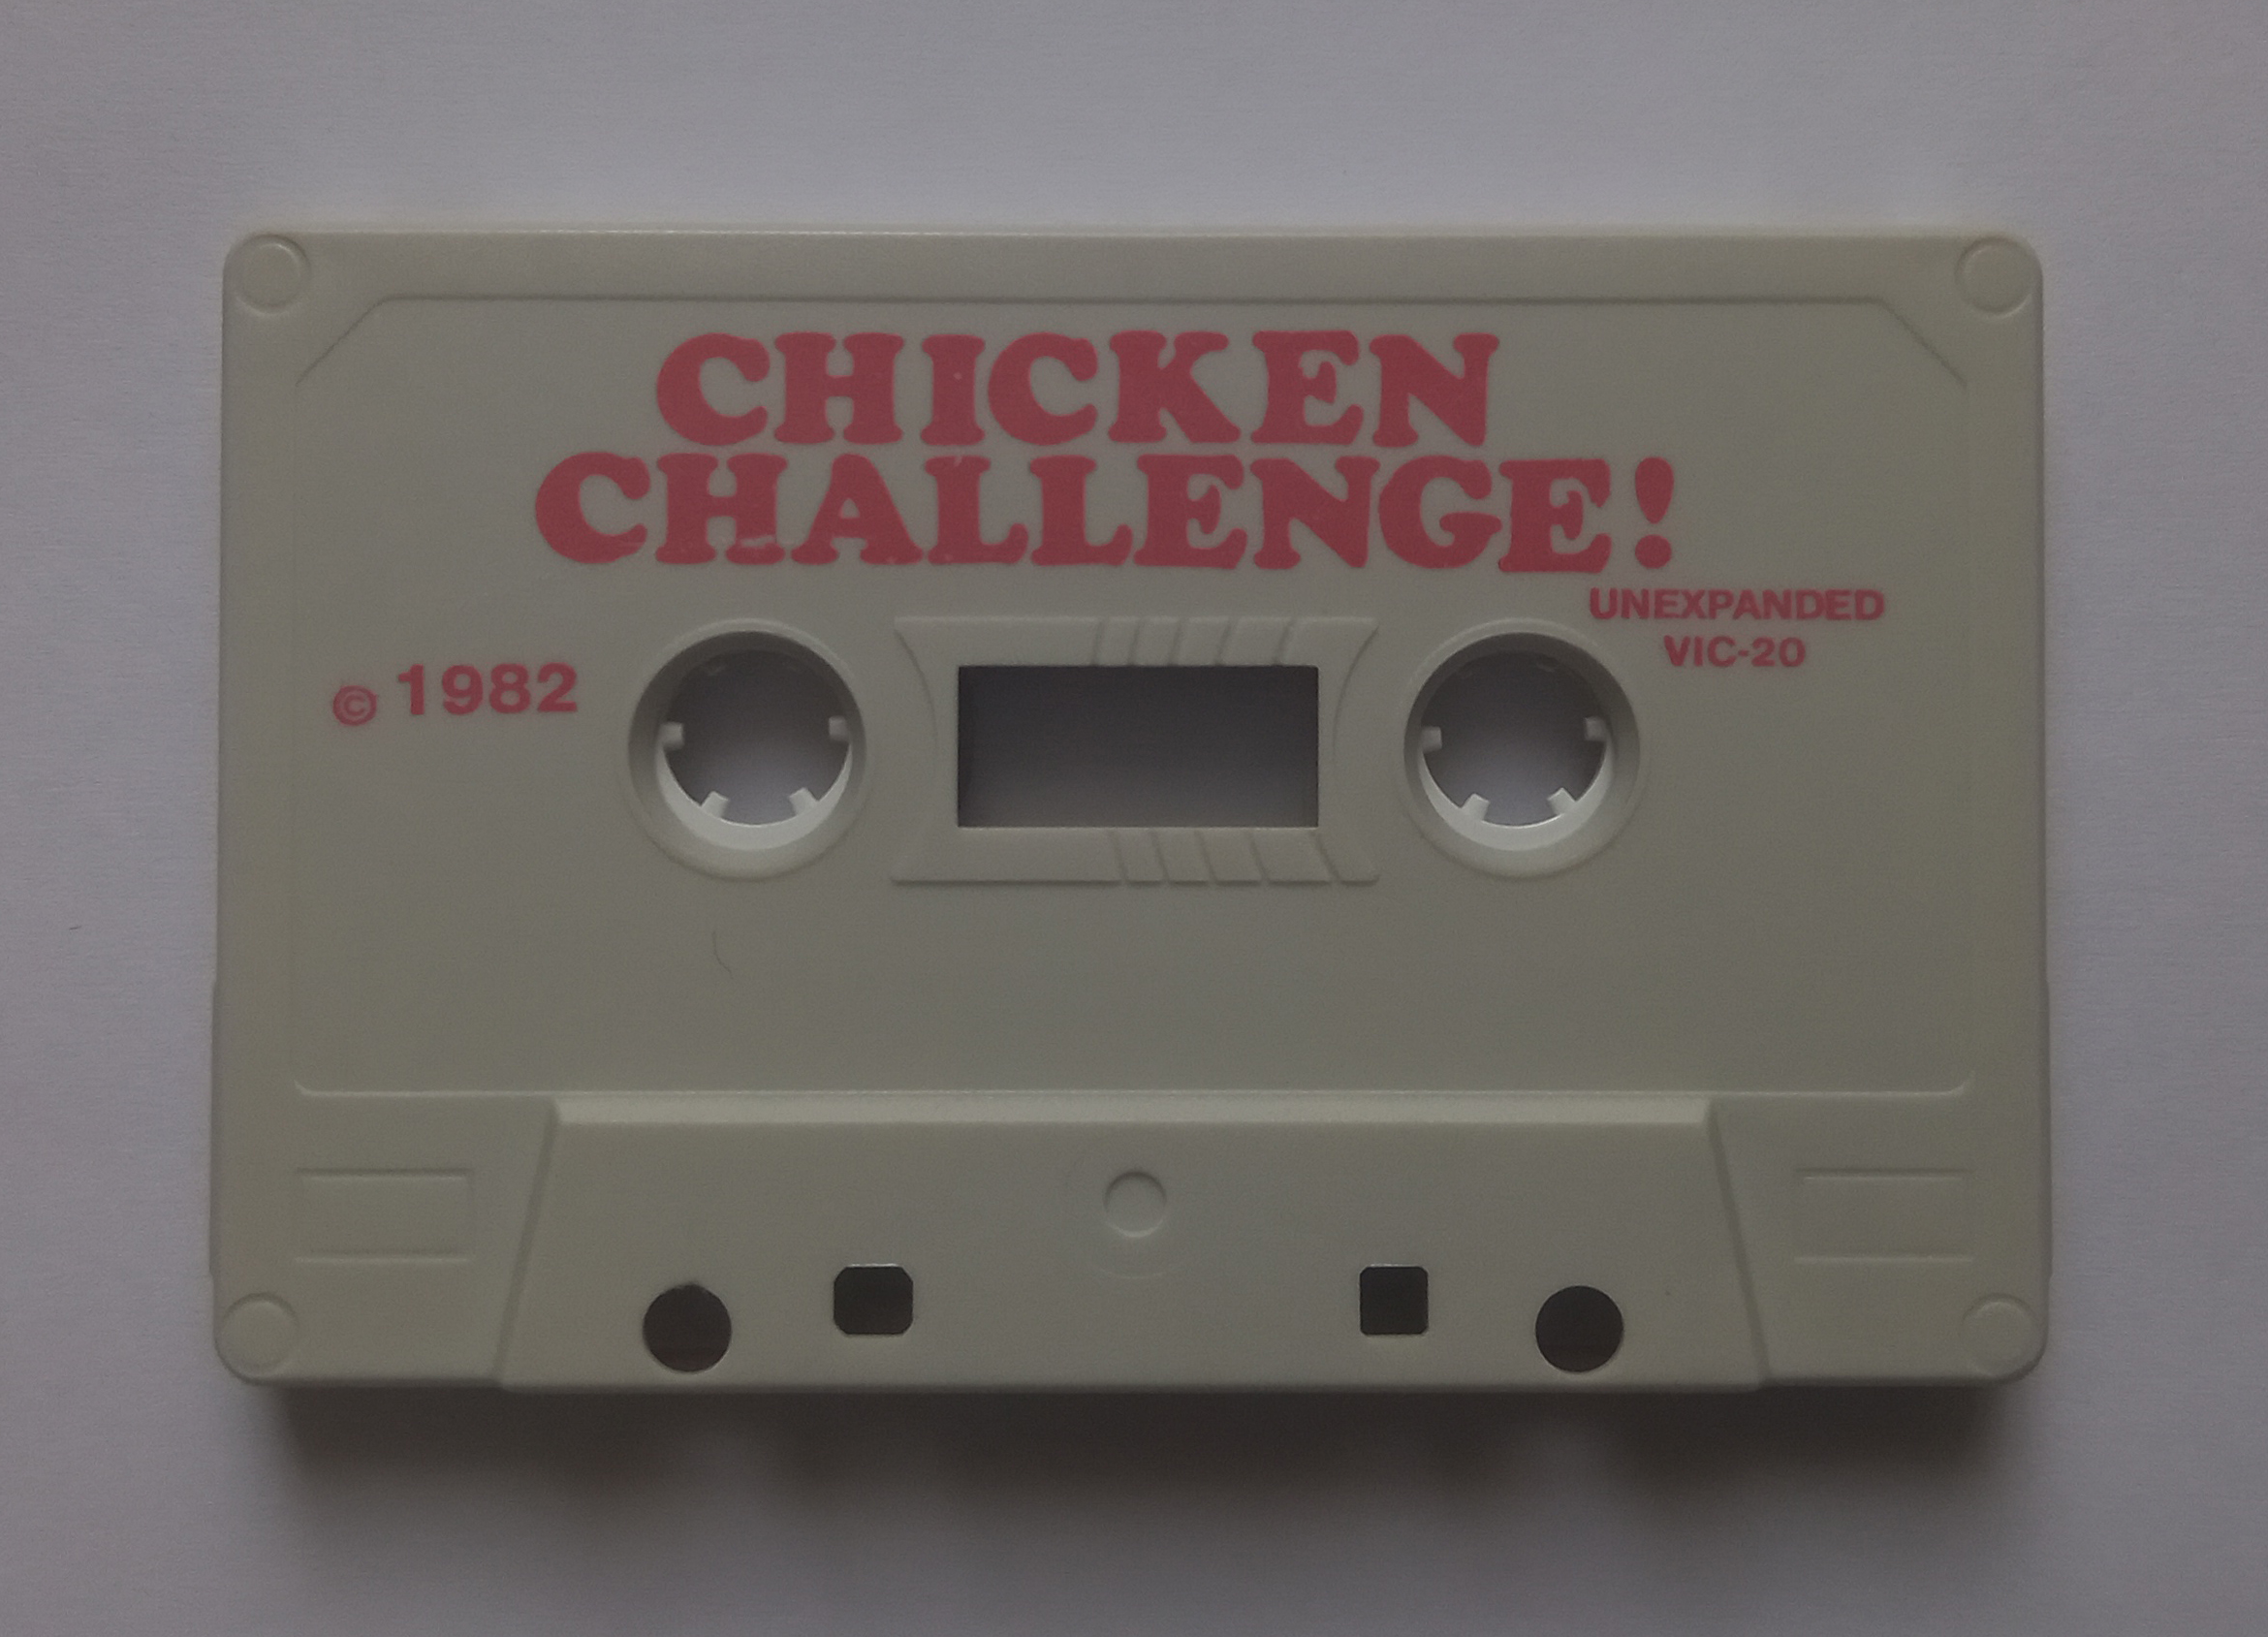 CHICKEN
CHALLENGE!
UNEXPANDED
VIC-20
© 1982